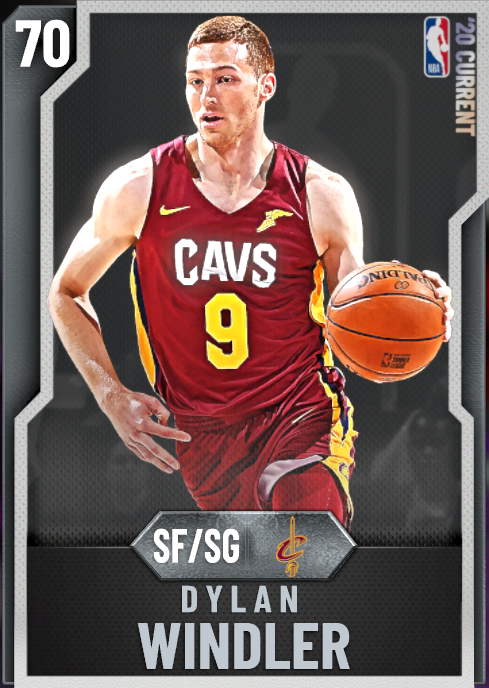 70
NBA
'20 CURRENT
CAVS
9
SPALDING
SF/SG
C
DYLAN
WINDLER